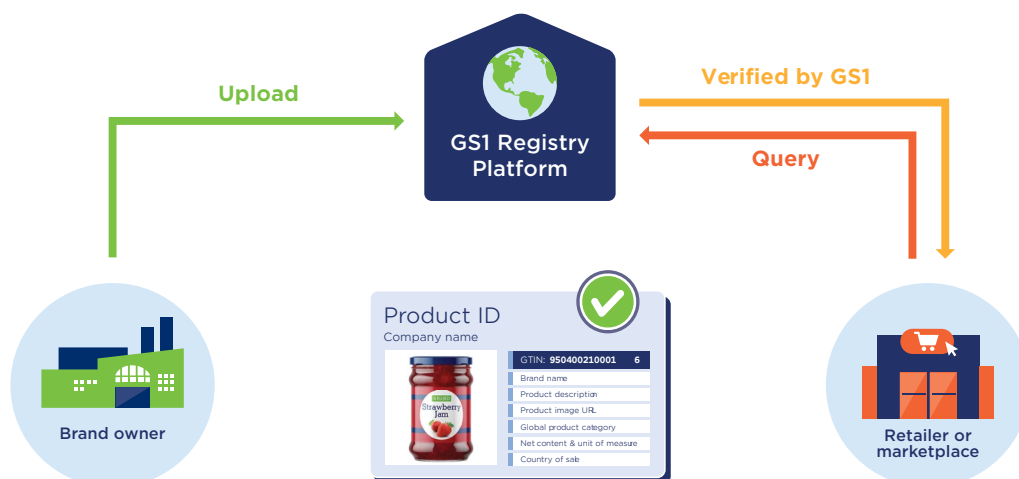 Upload
GS1 Registry
Platform
Verified by GS1
Query
Brand owner
Product ID
Company name
Strawberry
Jam
GTIN: 950400210001 6
Brand name
Product description
Product image URL
Global product category
Net content & unit of measure
Country of sale
Retailer or
marketplace